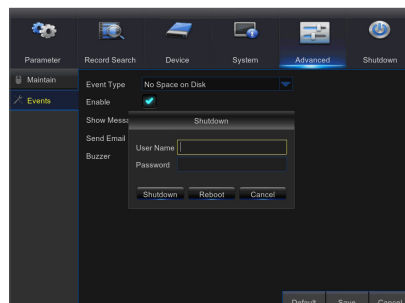 Parameter Record Search Device System Advanced Shutdown
Maintain
Events
Event Type No Space on Disk
Enable
Show Messa
Send Email
Buzzer
Shutdown
User Name
Password
Shutdown Reboot Cancel
Default Save Cancel